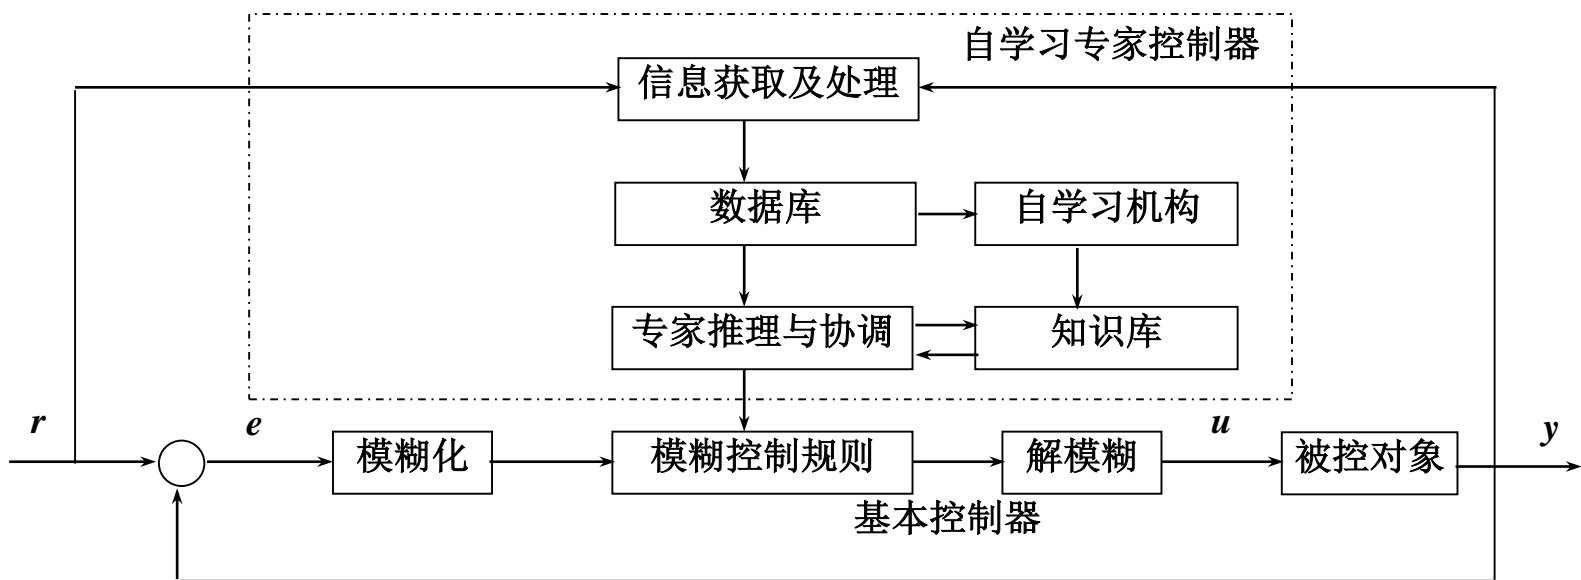 自学习专家控制器
信息获取及处理
数据库
自学习机构
专家推理与协调
知识库
r
e
模糊化
模糊控制规则
解模糊
u
被控对象
y
基本控制器